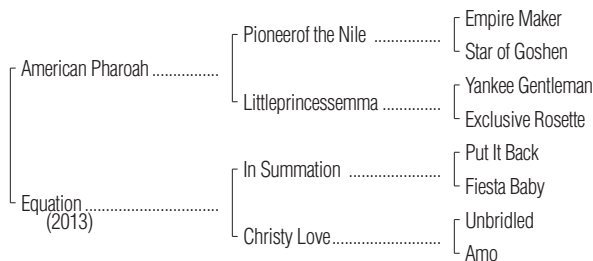 Empire Maker
Pioneerof the Nile ................
Star of Goshen
American Pharoah ...............
Yankee Gentleman
Littleprincessemma .............
Exclusive Rosette
Put It Back
In Summation .....................
Fiesta Baby
Equation ..............................
(2013)
Unbridled
Christy Love .........................
Amo